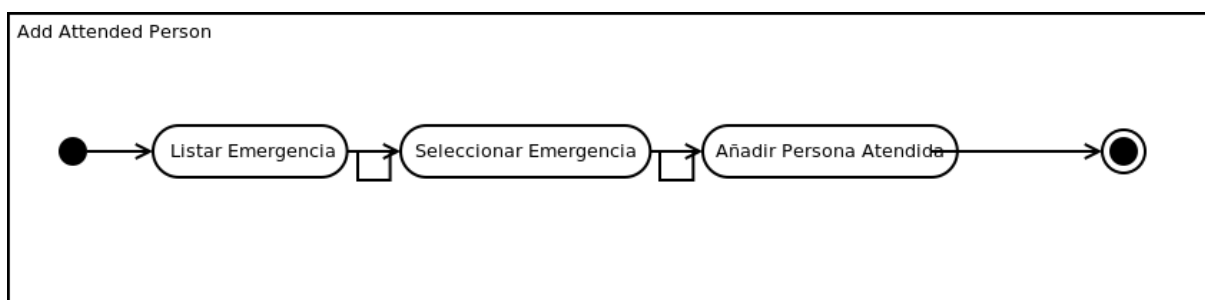 Add Attended Person
Listar Emergencia
Seleccionar Emergencia
Añadir Persona Atendida